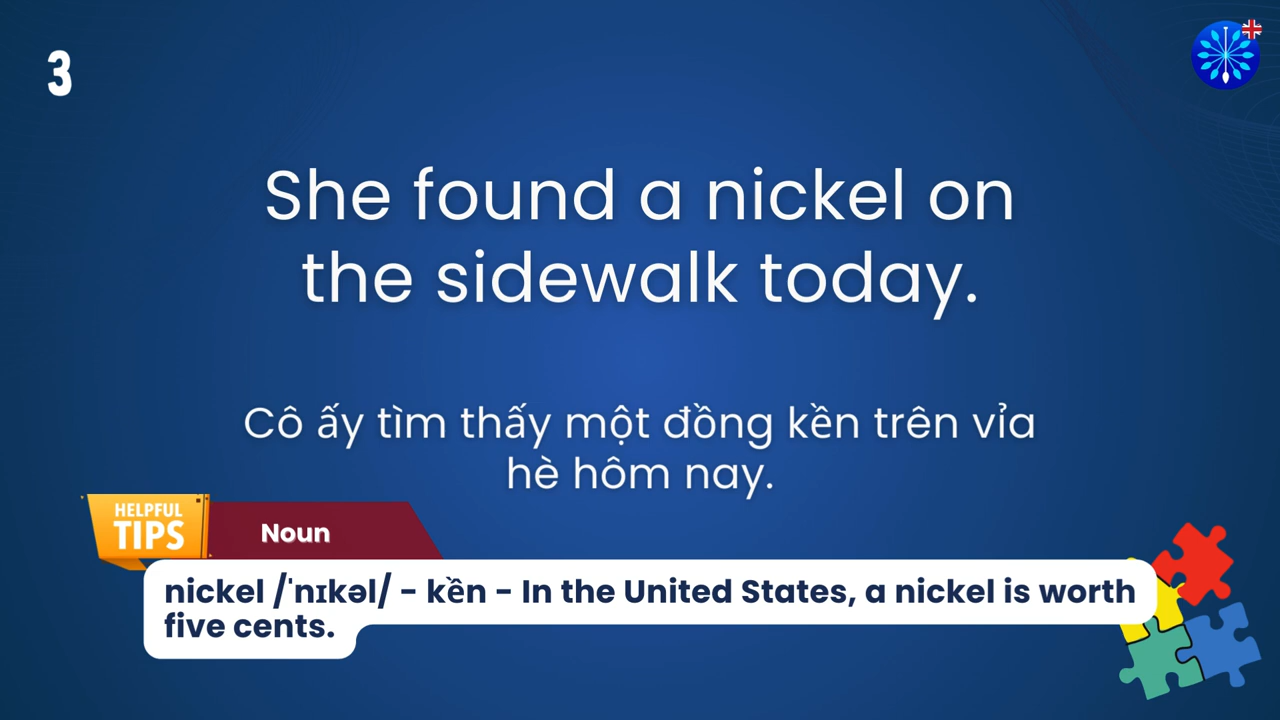 3
She found a nickel on
the sidewalk today.
Cô ấy tìm thấy một đồng kền trên vỉa
hè hôm nay.
HELPFUL
TIPS
Noun
nickel /ˈnɪkəl/ - kền - In the United States, a nickel is worth
five cents.